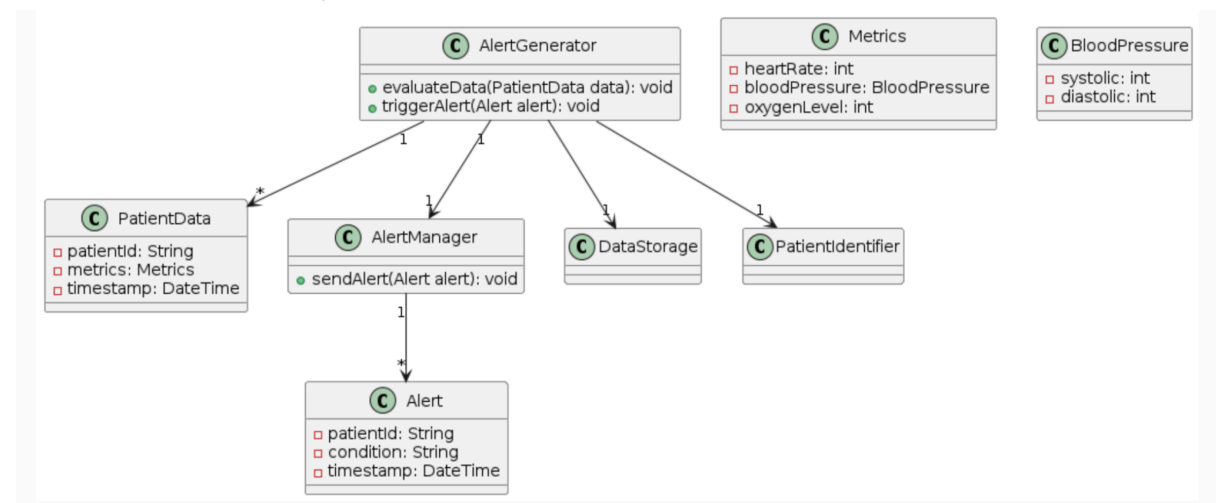 C AlertGenerator
evaluateData(PatientData data): void
triggerAlert(Alert alert): void
C Metrics
heartRate: int
bloodPressure: BloodPressure
oxygenLevel: int
C BloodPressure
systolic: int
diastolic: int
1
1
*
1
1
1
C PatientData
patientId: String
metrics: Metrics
timestamp: DateTime
C AlertManager
sendAlert(Alert alert): void
C DataStorage
C PatientIdentifier
1
*
C Alert
patientId: String
condition: String
timestamp: DateTime